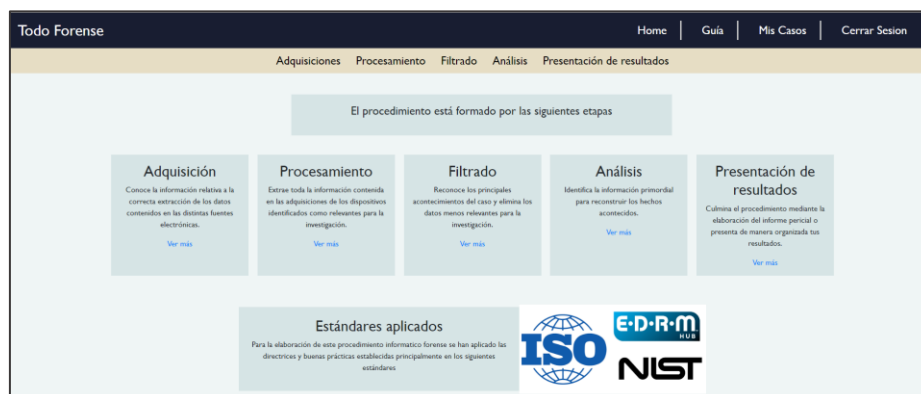 Todo Forense
Home
Guía
Mis Casos
Cerrar Sesion
Adquisiciones
Procesamiento
Filtrado
Análisis
Presentación de resultados
El procedimiento está formado por las siguientes etapas
Adquisición
Conoce la información relativa a la
correcta extracción de los datos
contenidos en las distintas fuentes
electrónicas.
Ver más
Procesamiento
Extrae toda la información contenida
en las adquisiciones de los dispositivos
identificados como relevantes para la
investigación.
Ver más
Filtrado
Reconoce los principales
acontecimientos del caso y elimina los
datos menos relevantes para la
investigación.
Ver más
Análisis
Identifica la información primordial
para reconstruir los hechos
acontecidos.
Ver más
Presentación de
resultados
Culmina el procedimiento mediante la
elaboración del informe pericial o
presenta de manera organizada tus
resultados.
Ver más
Estándares aplicados
Para la elaboración de este procedimiento informatico forense se han aplicado las
directrices y buenas prácticas establecidas principalmente en los siguientes
estándares
ISO
E·D·R·M
HUB
NIST